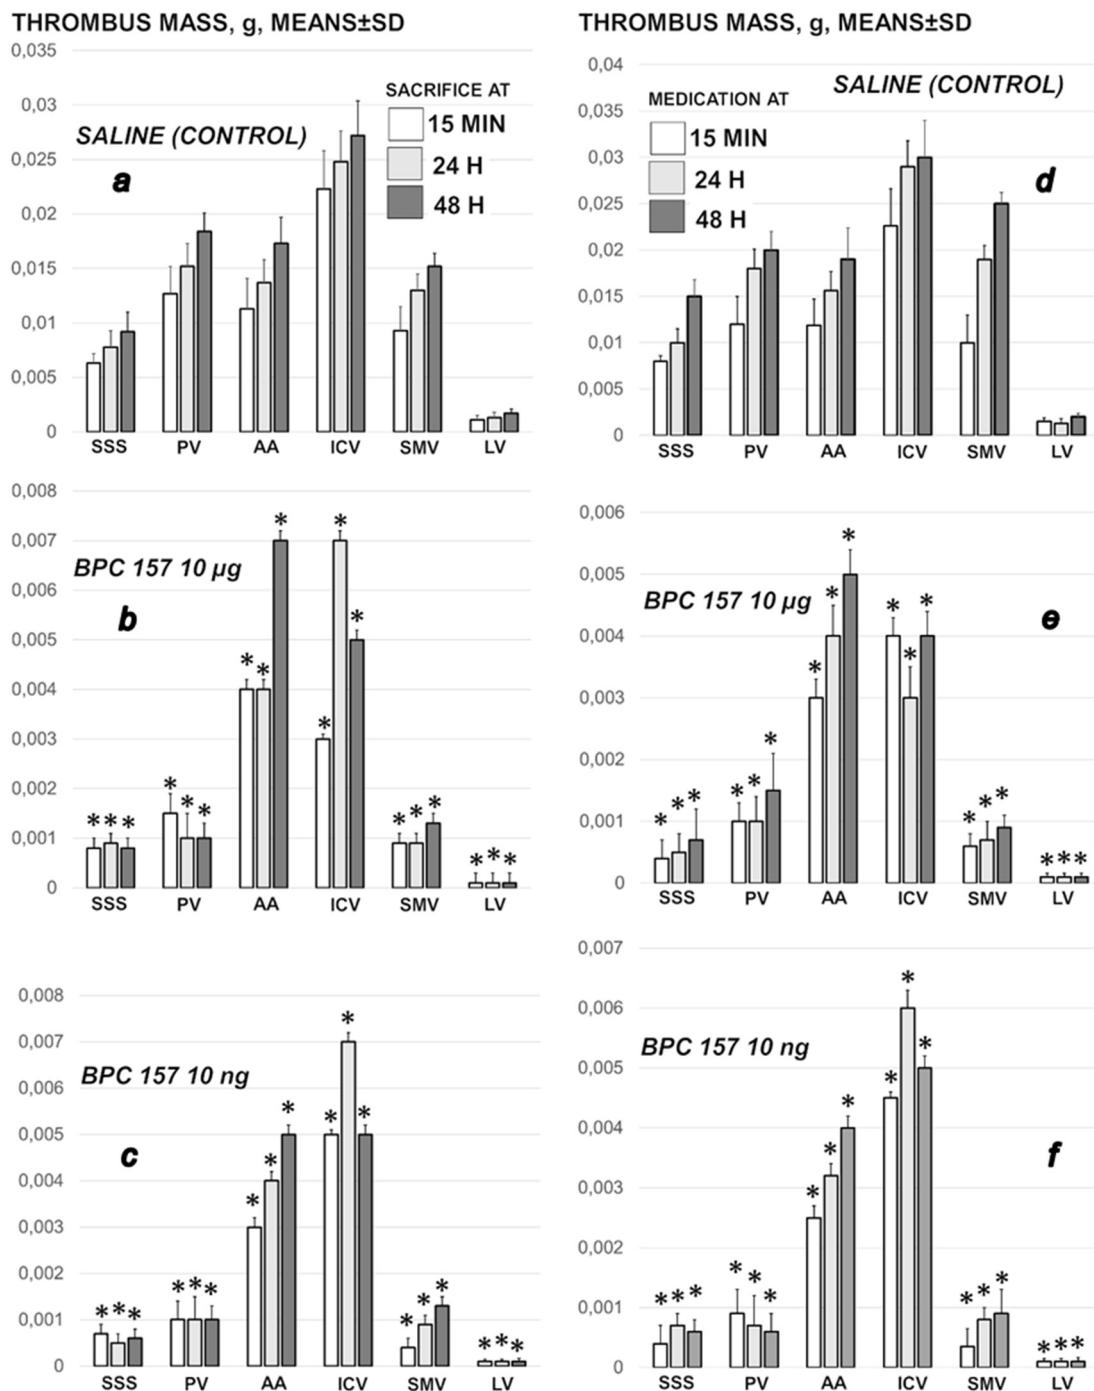 THROMBUS MASS, g, MEANS±SD
0,035
0,03
0,025
0,02
0,015
0,01
0,005
0
SALINE (CONTROL)
a
SACRIFICE AT
15 MIN
24 H
48 H
SSS PV AA ICV SMV LV
0,008
0,007
0,006
0,005
0,004
0,003
0,002
0,001
0
BPC 157 10 µg
b
* * * * * * * * * * * * * * * * * *
SSS PV AA ICV SMV LV
0,008
0,007
0,006
0,005
0,004
0,003
0,002
0,001
0
BPC 157 10 ng
c
* * * * * * * * * * * * * * * * * *
SSS PV AA ICV SMV LV
THROMBUS MASS, g, MEANS±SD
0,04
0,035
0,03
0,025
0,02
0,015
0,01
0,005
0
SALINE (CONTROL)
MEDICATION AT
15 MIN
24 H
48 H
d
SSS PV AA ICV SMV LV
0,006
0,005
0,004
0,003
0,002
0,001
0
BPC 157 10 µg
e
* * * * * * * * * * * * * * * * * *
SSS PV AA ICV SMV LV
0,007
0,006
0,005
0,004
0,003
0,002
0,001
0
BPC 157 10 ng
f
* * * * * * * * * * * * * * * * * *
SSS PV AA ICV SMV LV